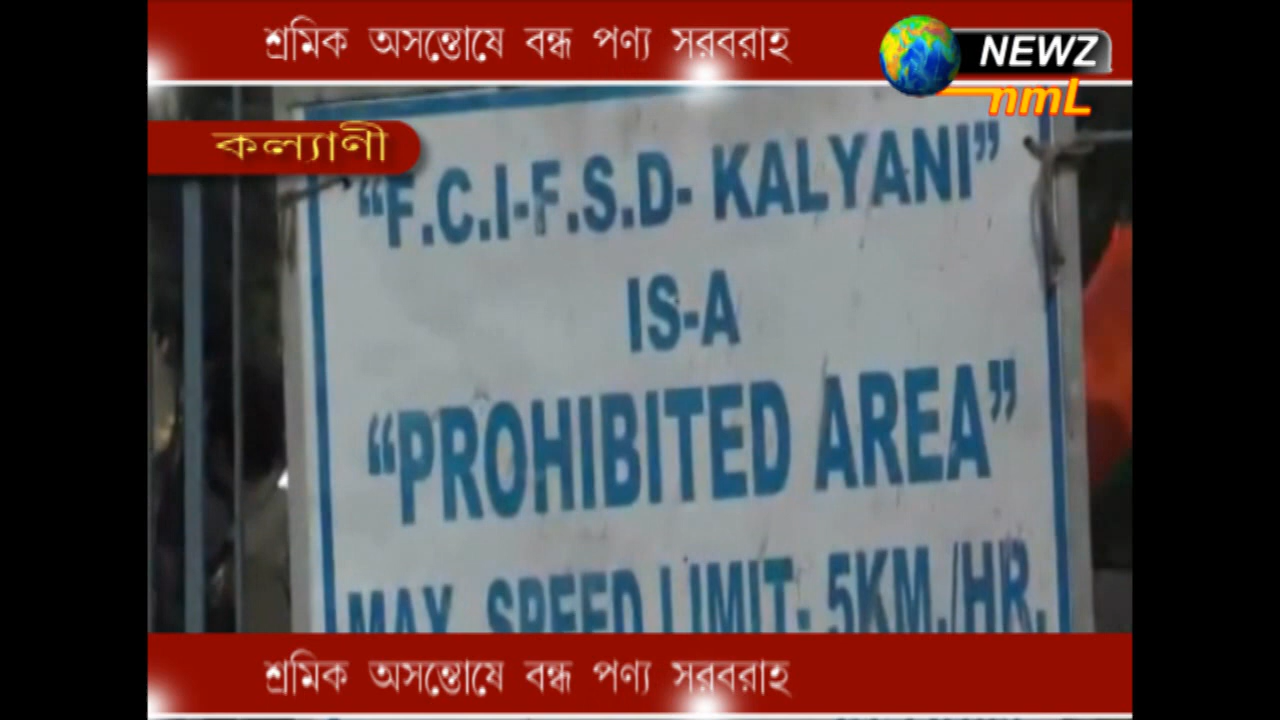 শ্রমিক অসন্তোষে বন্ধ পণ্য সরবরাহ
NEWZ
nmL
কল্যাণী
“F.C.I-F.S.D- KALYANI”
IS-A
“PROHIBITED AREA”
MAX. SPEED LIMIT- 5KM./HR.
শ্রমিক অসন্তোষে বন্ধ পণ্য সরবরাহ